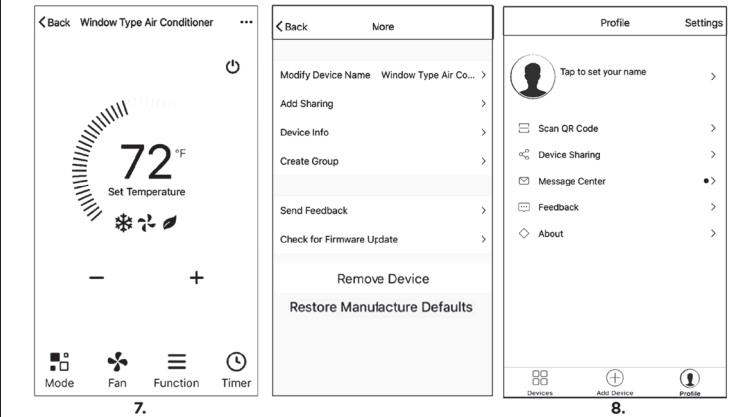 Back Window Type Air Conditioner
72 °F
Set Temperature
Mode Fan Function Timer
7.
Back More
Modify Device Name Window Type Air Co...
Add Sharing
Device Info
Create Group
Send Feedback
Check for Firmware Update
Remove Device
Restore Manufacture Defaults
Profile Settings
Tap to set your name
Scan QR Code
Device Sharing
Message Center
Feedback
About
Devices Add Device Profile
8.